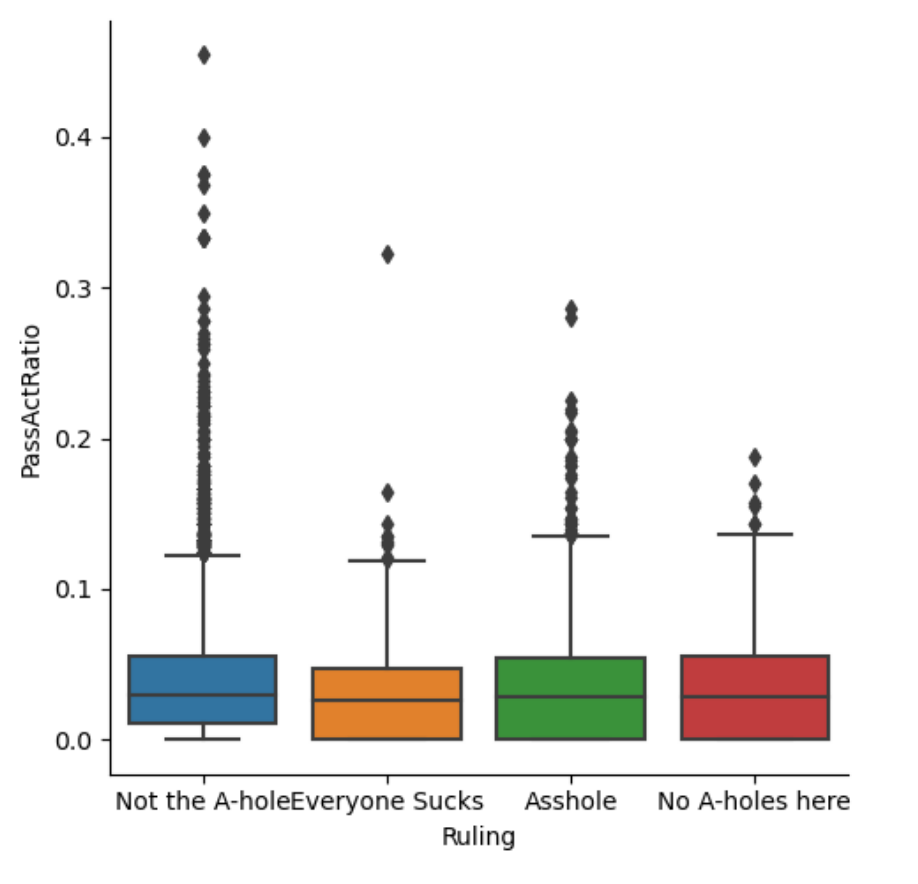 0.4
0.3
0.2
0.1
0.0
PassActRatio
Not the A-hole Everyone Sucks Asshole No A-holes here
Ruling